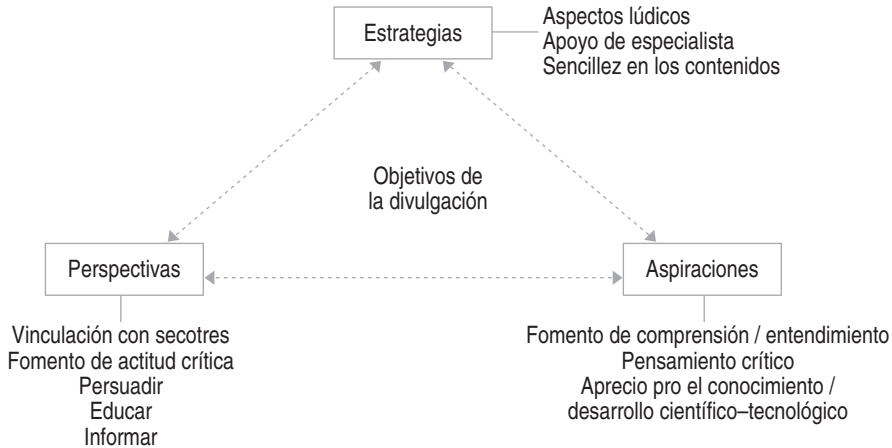 Estrategias
Aspectos lúdicos
Apoyo de especialista
Sencillez en los contenidos
Objetivos de
la divulgación
Perspectivas
Vinculación con secotres
Fomento de actitud crítica
Persuadir
Educar
Informar
Aspiraciones
Fomento de comprensión / entendimiento
Pensamiento crítico
Aprecio pro el conocimiento /
desarrollo científico–tecnológico